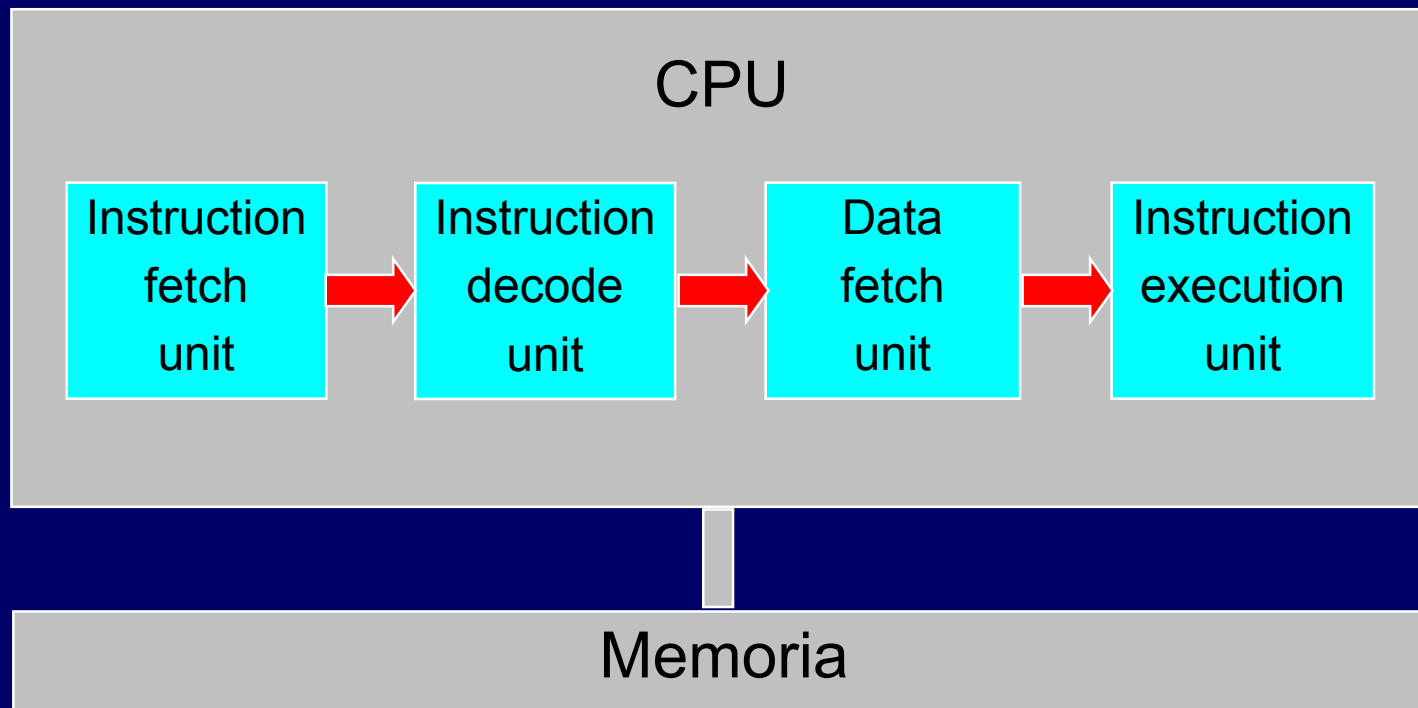 CPU
Instruction
fetch
unit
Instruction
decode
unit
Data
fetch
unit
Instruction
execution
unit
Memoria